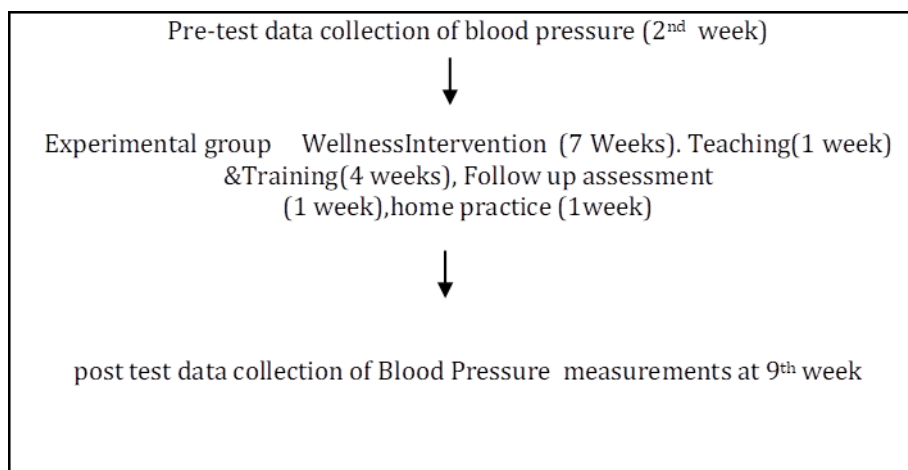 Pre-test data collection of blood pressure (2nd week)
Experimental group WellnessIntervention (7 Weeks). Teaching(1 week)
&Training(4 weeks), Follow up assessment
(1 week),home practice (1week)
post test data collection of Blood Pressure measurements at 9th week